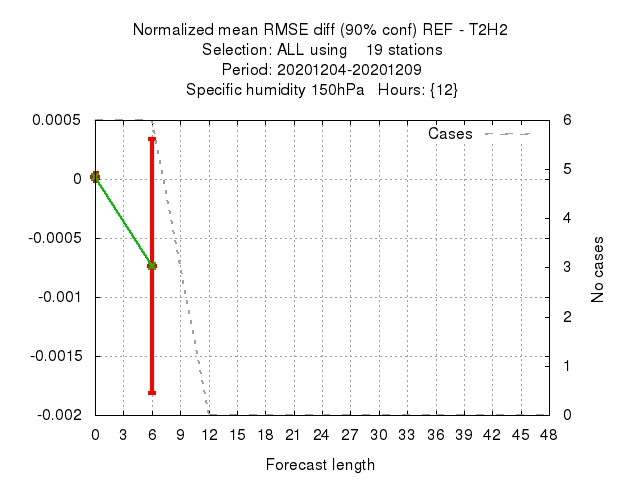 Normalized mean RMSE diff (90% conf) REF - T2H2
Selection: ALL using    19 stations
Period: 20201204-20201209
Specific humidity 150hPa   Hours: {12}
Cases
0.0005
0
-0.0005
-0.001
-0.0015
-0.002
6
5
4
3
2
1
0
No cases
0 3 6 9 12 15 18 21 24 27 30 33 36 39 42 45 48
Forecast length